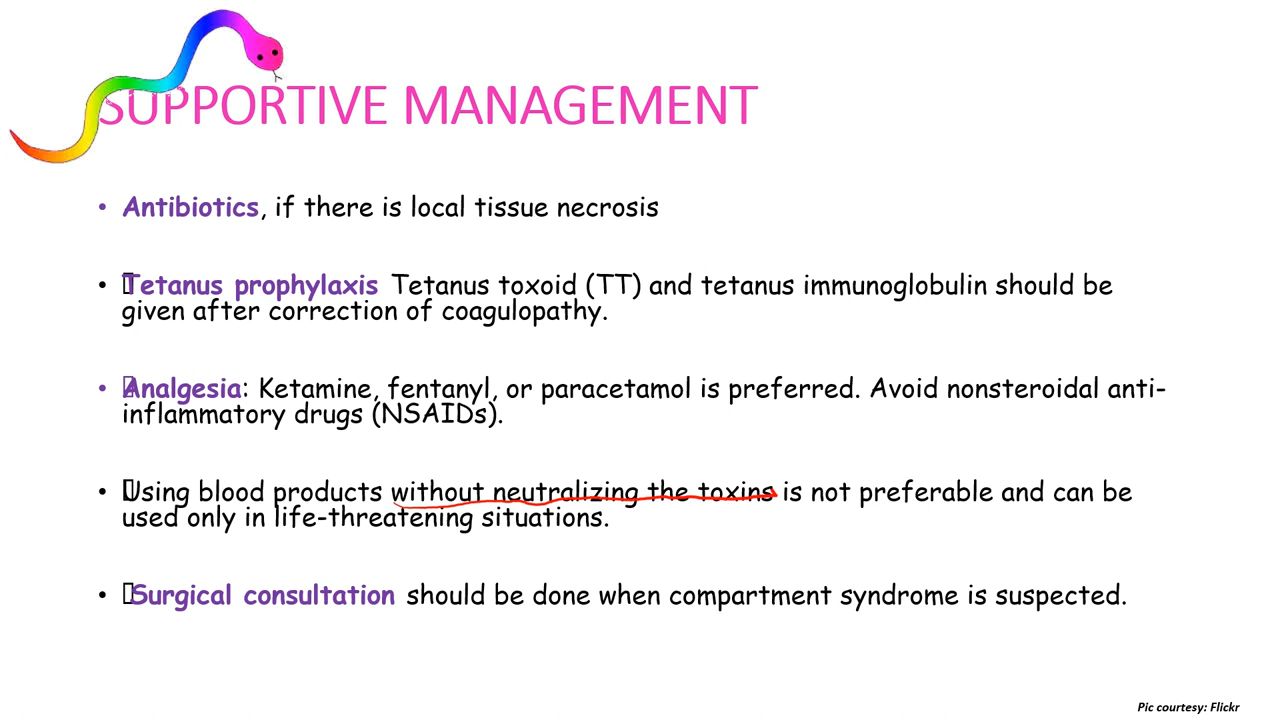 SUPPORTIVE MANAGEMENT
• Antibiotics, if there is local tissue necrosis
• Tetanus prophylaxis Tetanus toxoid (TT) and tetanus immunoglobulin should be
given after correction of coagulopathy.
• Analgesia: Ketamine, fentanyl, or paracetamol is preferred. Avoid nonsteroidal anti-
inflammatory drugs (NSAIDs).
• Using blood products without neutralizing the toxins is not preferable and can be
used only in life-threatening situations.
• Surgical consultation should be done when compartment syndrome is suspected.
Pic courtesy: Flickr